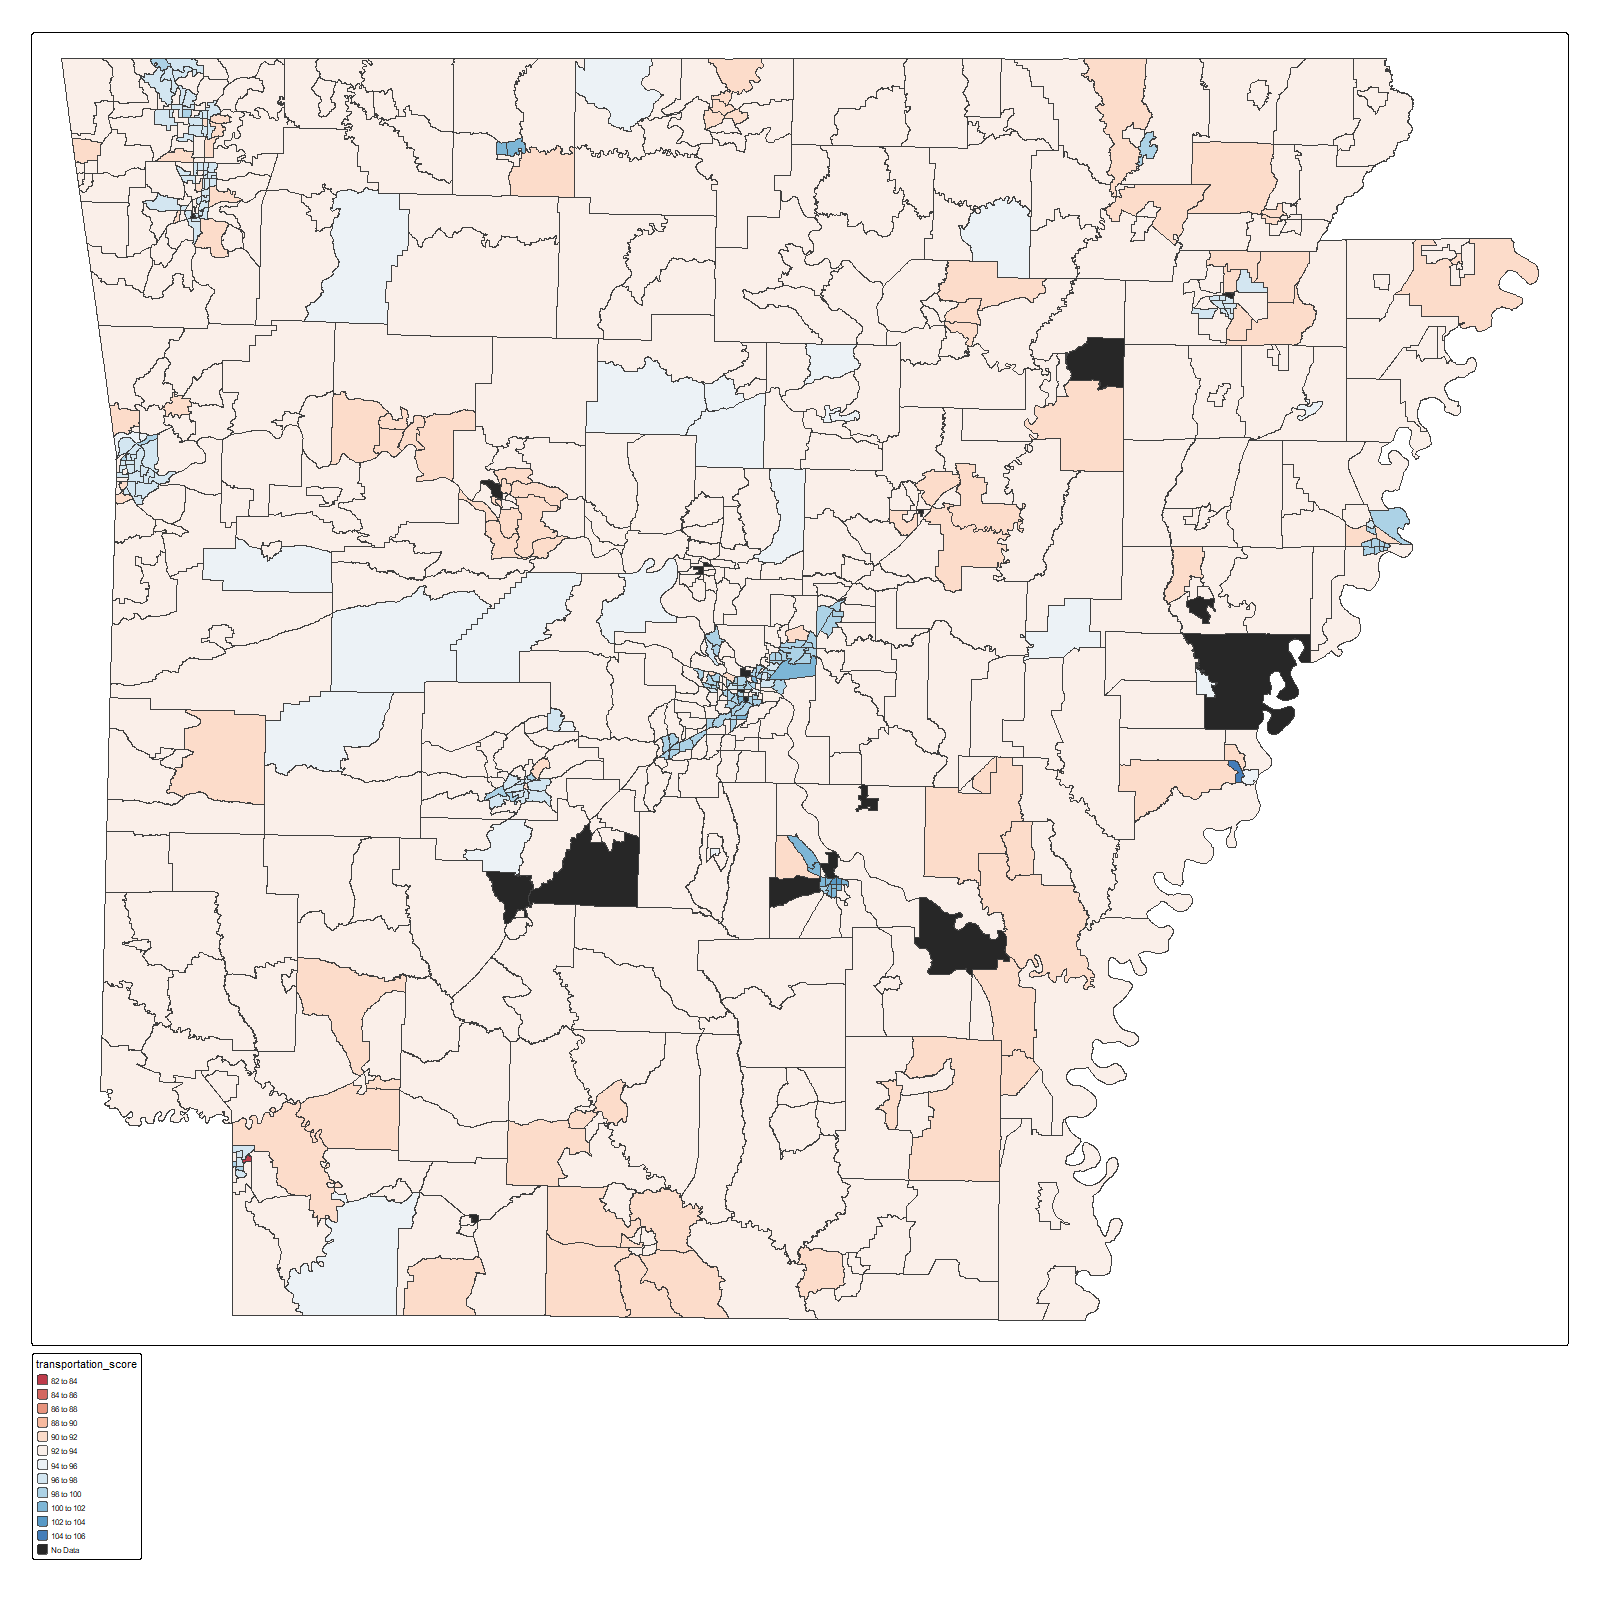 transportation_score
82 to 84
84 to 86
86 to 88
88 to 90
90 to 92
92 to 94
94 to 96
96 to 98
98 to 100
100 to 102
102 to 104
104 to 106
No Data